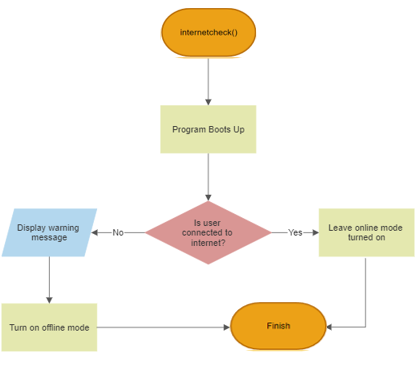 internetcheck()
Program Boots Up
Is user
connected to
internet?
Display warning
message
No
Yes
Leave online mode
turned on
Turn on offline mode
Finish